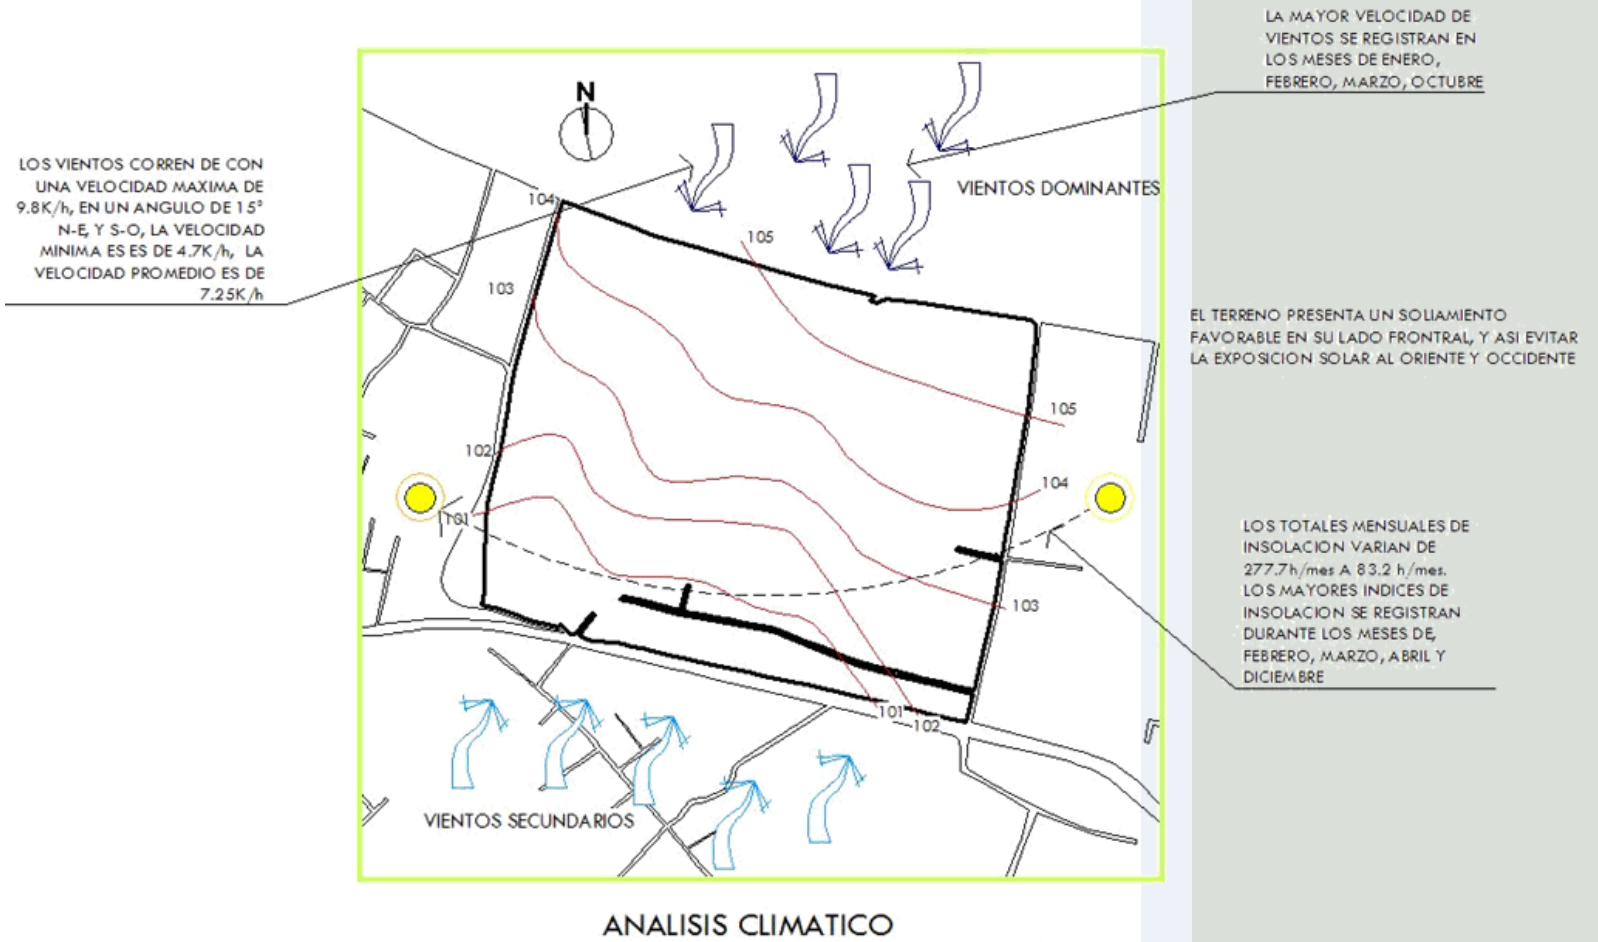 LA MAYOR VELOCIDAD DE
VIENTOS SE REGISTRAN EN
LOS MESES DE ENERO,
FEBRERO, MARZO, OCTUBRE
N
LOS VIENTOS CORREN DE CON
UNA VELOCIDAD MAXIMA DE
9.8K/h, EN UN ANGULO DE 15°
N-E, Y S-O, LA VELOCIDAD
MINIMA ES ES DE 4.7K/h, LA
VELOCIDAD PROMEDIO ES DE
7.25K/h
VIENTOS DOMINANTES
104
105
103
EL TERRENO PRESENTA UN SOLIAMIENTO
FAVORABLE EN SU LADO FRONTRAL, Y ASI EVITAR
LA EXPOSICION SOLAR AL ORIENTE Y OCCIDENTE
105
102
104
101
LOS TOTALES MENSUALES DE
INSOLACION VARIAN DE
277.7h/mes A 83.2 h/mes.
LOS MAYORES INDICES DE
INSOLACION SE REGISTRAN
DURANTE LOS MESES DE,
FEBRERO, MARZO, ABRIL Y
DICIEMBRE
103
101
102
VIENTOS SECUNDARIOS
ANALISIS CLIMATICO